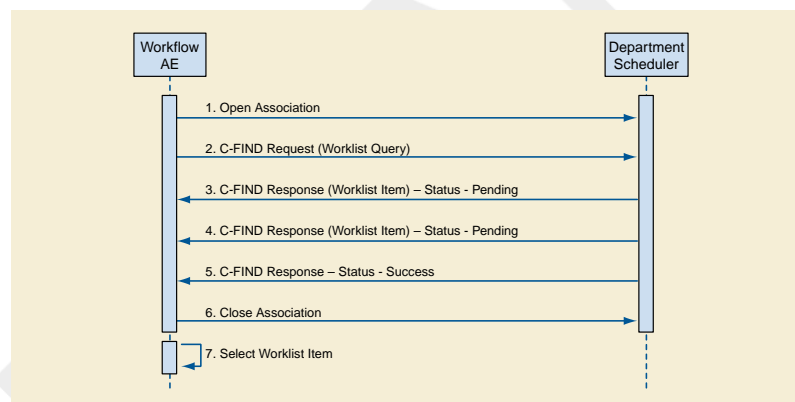 Workflow
AE
Department
Scheduler
1. Open Association
2. C-FIND Request (Worklist Query)
3. C-FIND Response (Worklist Item) – Status - Pending
4. C-FIND Response (Worklist Item) – Status - Pending
5. C-FIND Response – Status - Success
6. Close Association
7. Select Worklist Item